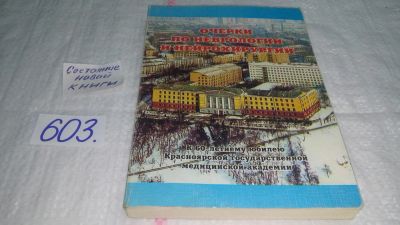 ОЧЕРКИ
ПО НЕВРОЛОГИИ
И НЕЙРОХИРУРГИИ
Состояние
новой
книги
603.
К 60-летнему юбилею
Красноярской государственной
медицинской академии